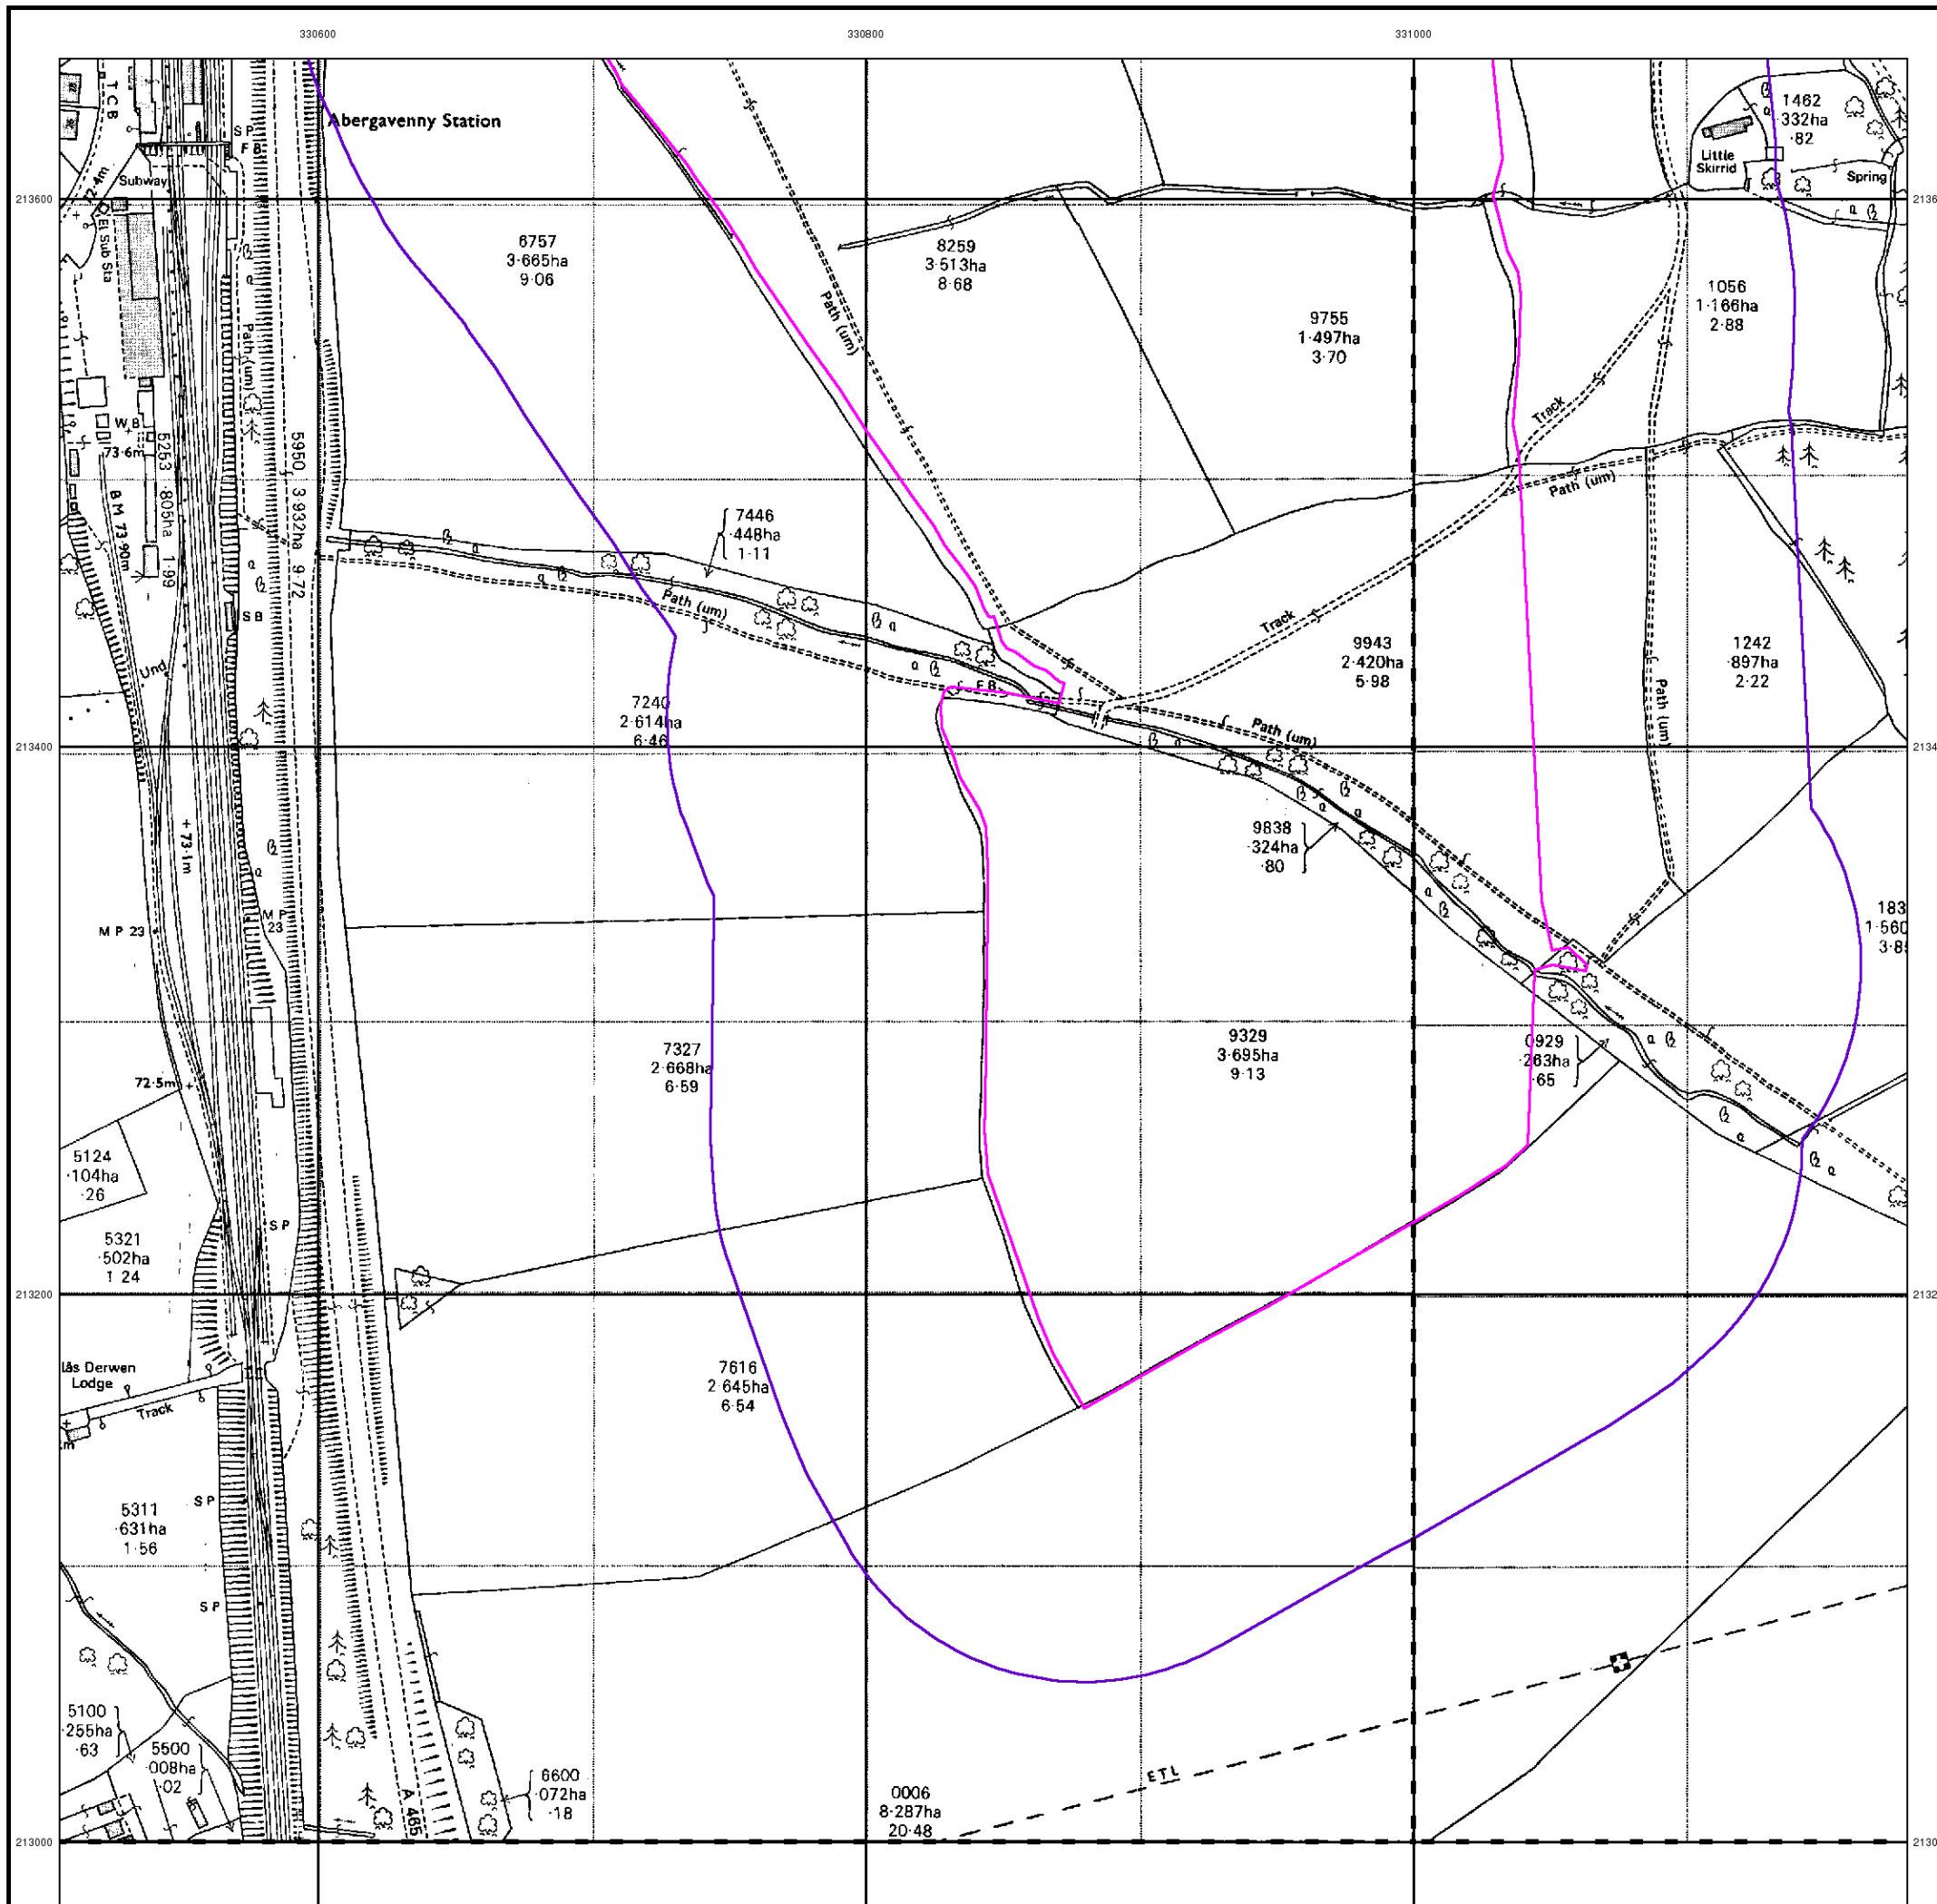 330600
330800
331000
T C B
1462
·332ha
·82
Abergavenny Station
S P
F B
Little
Skirrid
Subway
Spring
72·4m
213600
El Sub Sta
6757
3·665ha
9·06
8259
3·513ha
8·68
1056
1·166ha
2·88
Path (um)
Path (um)
9755
1·497ha
3·70
Track
W B
73·6m
5253 ·805ha 1·99
5950 3·932ha 9·72
B M 73·90m
Path (um)
7446
·448ha
1·11
S B
Path (um)
Track
9943
2·420ha
5·98
1242
·897ha
2·22
Und
F B
7240
2·614ha
6·46
Path (um)
Path (um)
213400
+ 73·1m
9838
·324ha
·80
M P 23
M P
23
7327
2·668ha
6·59
9329
3·695ha
9·13
0929
·263ha
·65
72·5m +
5124
·104ha
·26
S P
5321
·502ha
1·24
213200
lâs Derwen
Lodge
Track
7616
2·645ha
6·54
S P
5311
·631ha
1·56
S P
5100
·255ha
·63
5500
·008ha
·02
A 465
6600
·072ha
·18
E T L
0006
8·287ha
20·48
213000